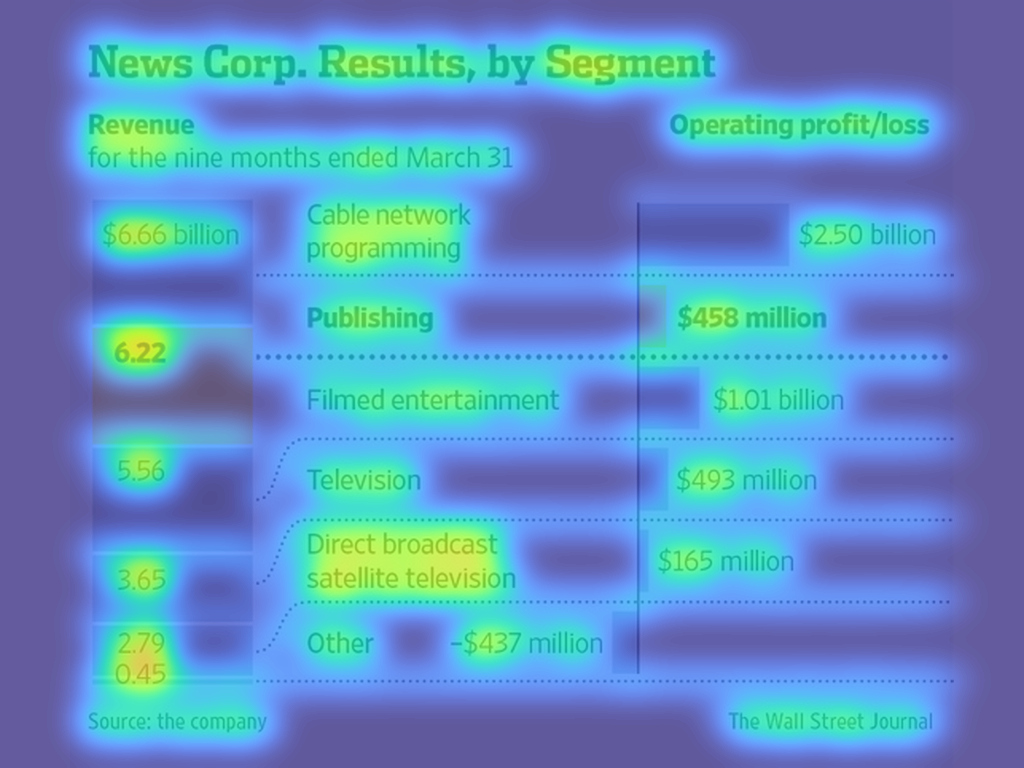 News Corp. Results, by Segment
Revenue
for the nine months ended March 31
Operating profit/loss
$6.66 billion
Cable network
programming
$2.50 billion
6.22
Publishing
$458 million
5.56
Filmed entertainment
$1.01 billion
3.65
Television
$493 million
2.79
Direct broadcast
satellite television
$165 million
0.45
Other
–$437 million
Source: the company
The Wall Street Journal